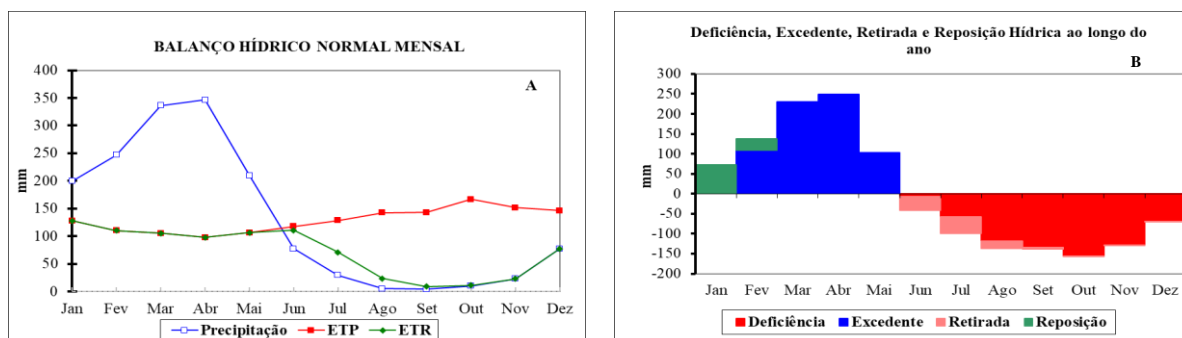 BALANÇO HÍDRICO NORMAL MENSAL
A
400
350
300
250
200
150
100
50
0
mm
Jan Fev Mar Abr Mai Jun Jul Ago Set Out Nov Dez
Precipitação ETP ETR
Deficiência, Excedente, Retirada e Reposição Hídrica ao longo do
ano
B
300
250
200
150
100
50
0
-50
-100
-150
-200
mm
Jan Fev Mar Abr Mai Jun Jul Ago Set Out Nov Dez
Deficiência Excedente Retirada Reposição